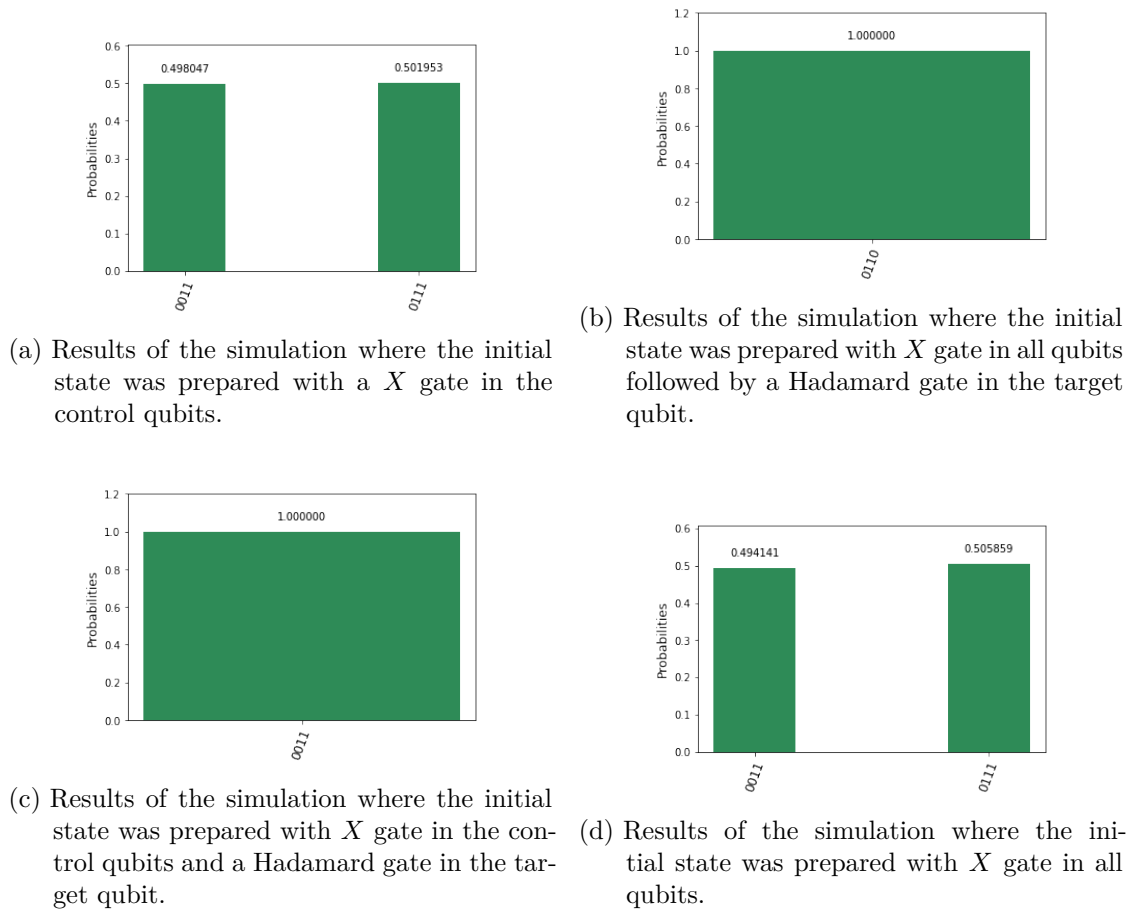 0.6
0.5
0.4
0.3
0.2
0.1
0.0
Probabilities
0.498047
0.501953
0011
0111
(a) Results of the simulation where the initial
state was prepared with a X gate in the
control qubits.
1.2
1.0
0.8
0.6
0.4
0.2
0.0
Probabilities
1.000000
0110
(b) Results of the simulation where the initial
state was prepared with X gate in all qubits
followed by a Hadamard gate in the target
qubit.
1.2
1.0
0.8
0.6
0.4
0.2
0.0
Probabilities
1.000000
0011
(c) Results of the simulation where the initial
state was prepared with X gate in the con-
trol qubits and a Hadamard gate in the tar-
get qubit.
0.6
0.5
0.4
0.3
0.2
0.1
0.0
Probabilities
0.494141
0.505859
0011
0111
(d) Results of the simulation where the ini-
tial state was prepared with X gate in all
qubits.